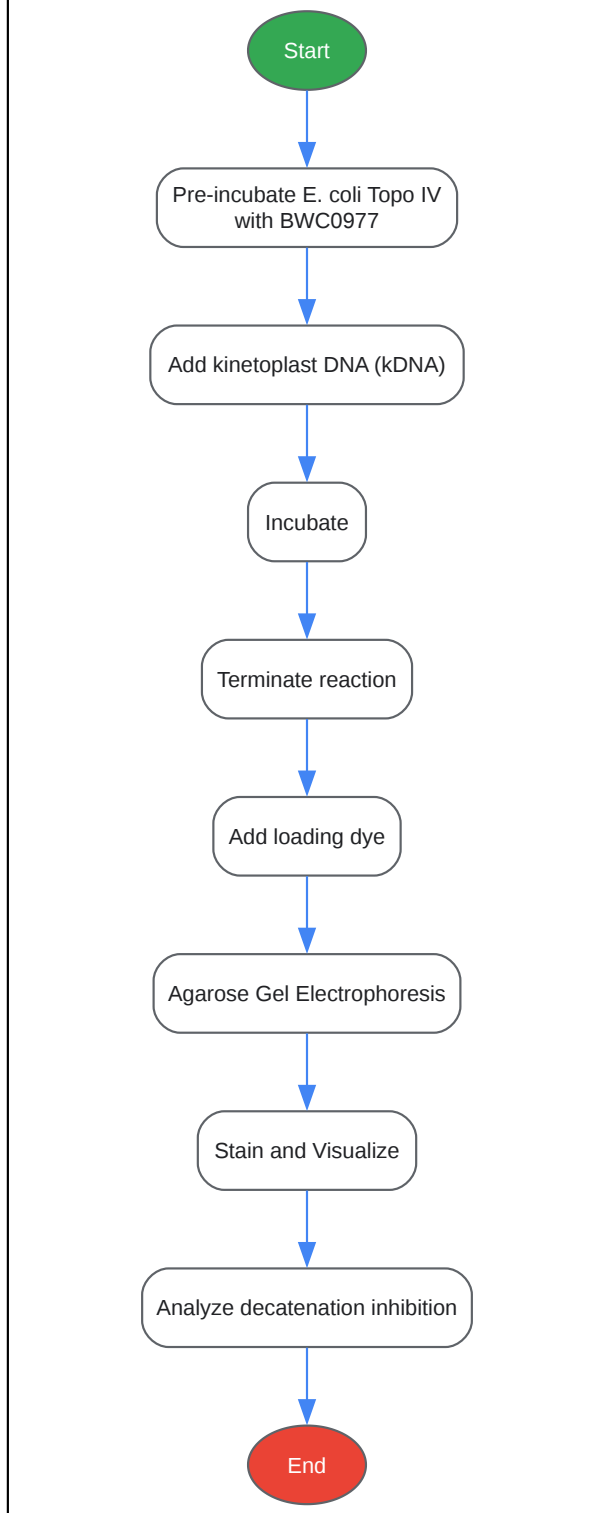 Start
Pre-incubate E. coli Topo IV
with BWC0977
Add kinetoplast DNA (kDNA)
Incubate
Terminate reaction
Add loading dye
Agarose Gel Electrophoresis
Stain and Visualize
Analyze decatenation inhibition
End